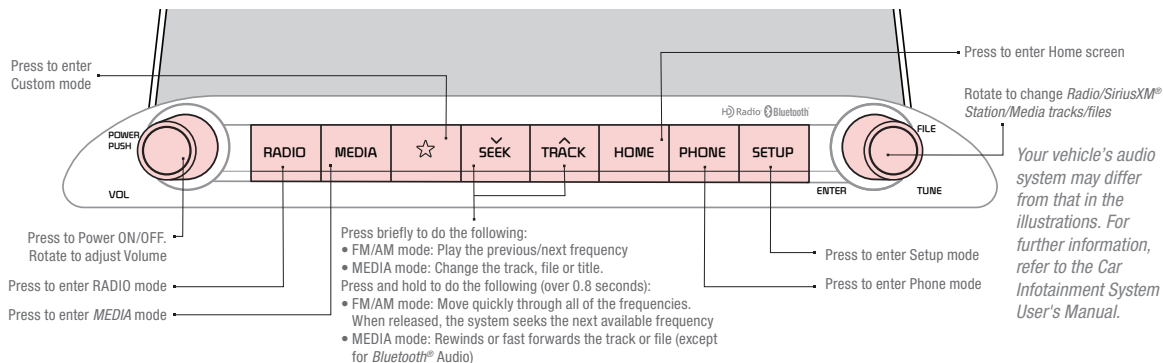 Press to enter
Custom mode
Press to enter Home screen
Rotate to change Radio/SiriusXM®
Station/Media tracks/files
HD Radio Bluetooth®
POWER
PUSH
VOL
RADIO
MEDIA
SEEK
TRACK
HOME
PHONE
SETUP
FILE
ENTER
TUNE
Your vehicle's audio
system may differ
from that in the
illustrations. For
further information,
refer to the Car
Infotainment System
User's Manual.
Press to Power ON/OFF.
Rotate to adjust Volume
Press to enter RADIO mode
Press to enter MEDIA mode
Press briefly to do the following:
• FM/AM mode: Play the previous/next frequency
• MEDIA mode: Change the track, file or title.
Press and hold to do the following (over 0.8 seconds):
• FM/AM mode: Move quickly through all of the frequencies.
When released, the system seeks the next available frequency
• MEDIA mode: Rewinds or fast forwards the track or file (except
for Bluetooth® Audio)
Press to enter Setup mode
Press to enter Phone mode